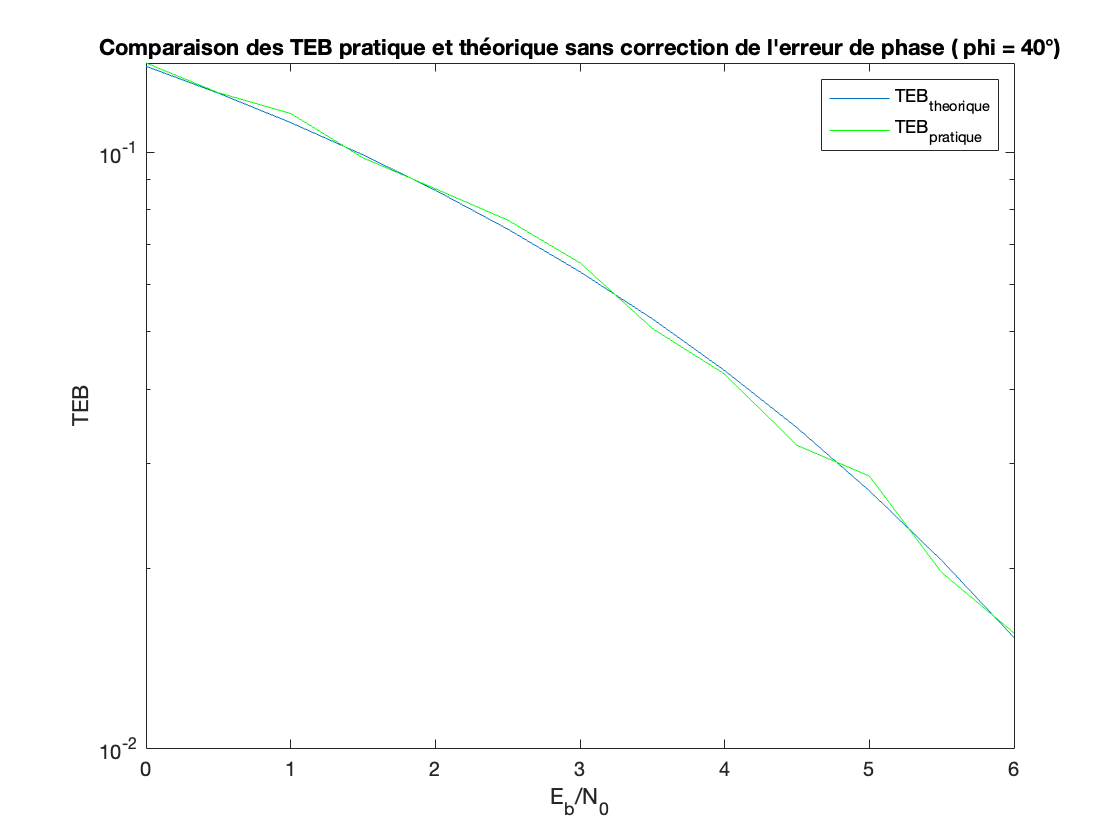 Comparaison des TEB pratique et théorique sans correction de l'erreur de phase ( phi = 40°)
TEB_theorique
TEB_pratique
10^-1
TEB
10^-2
0 1 2 3 4 5 6
E_b/N_0